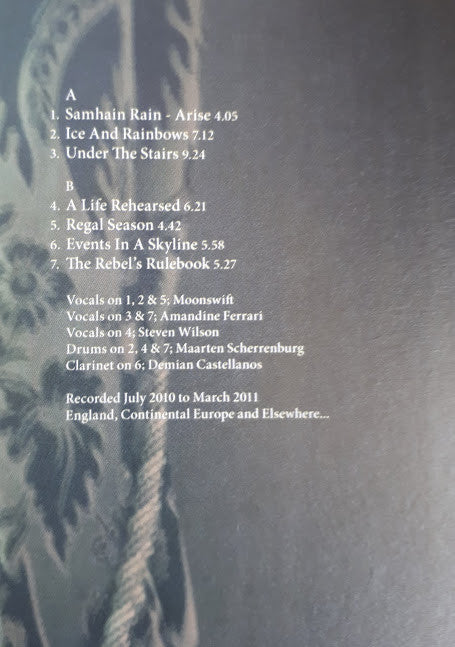 A
1. Samhain Rain - Arise 4.05
2. Ice And Rainbows 7.12
3. Under The Stairs 9.24
B
4. A Life Rehearsed 6.21
5. Regal Season 4.42
6. Events In A Skyline 5.58
7. The Rebel's Rulebook 5.27
Vocals on 1, 2 & 5; Moonswift
Vocals on 3 & 7; Amandine Ferrari
Vocals on 4; Steven Wilson
Drums on 2, 4 & 7; Maarten Scherrenburg
Clarinet on 6; Demian Castellanos
Recorded July 2010 to March 2011
England, Continental Europe and Elsewhere...